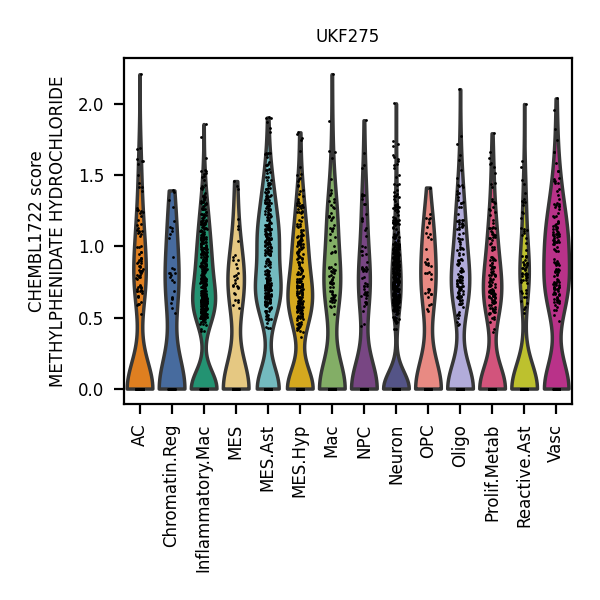 UKF275
CHEMBL1722 score
METHYLPHENIDATE HYDROCHLORIDE
2.0
1.5
1.0
0.5
0.0
AC
Chromatin.Reg
Inflammatory.Mac
MES
MES.Ast
MES.Hyp
Mac
NPC
Neuron
OPC
Oligo
Prolif.Metab
Reactive.Ast
Vasc